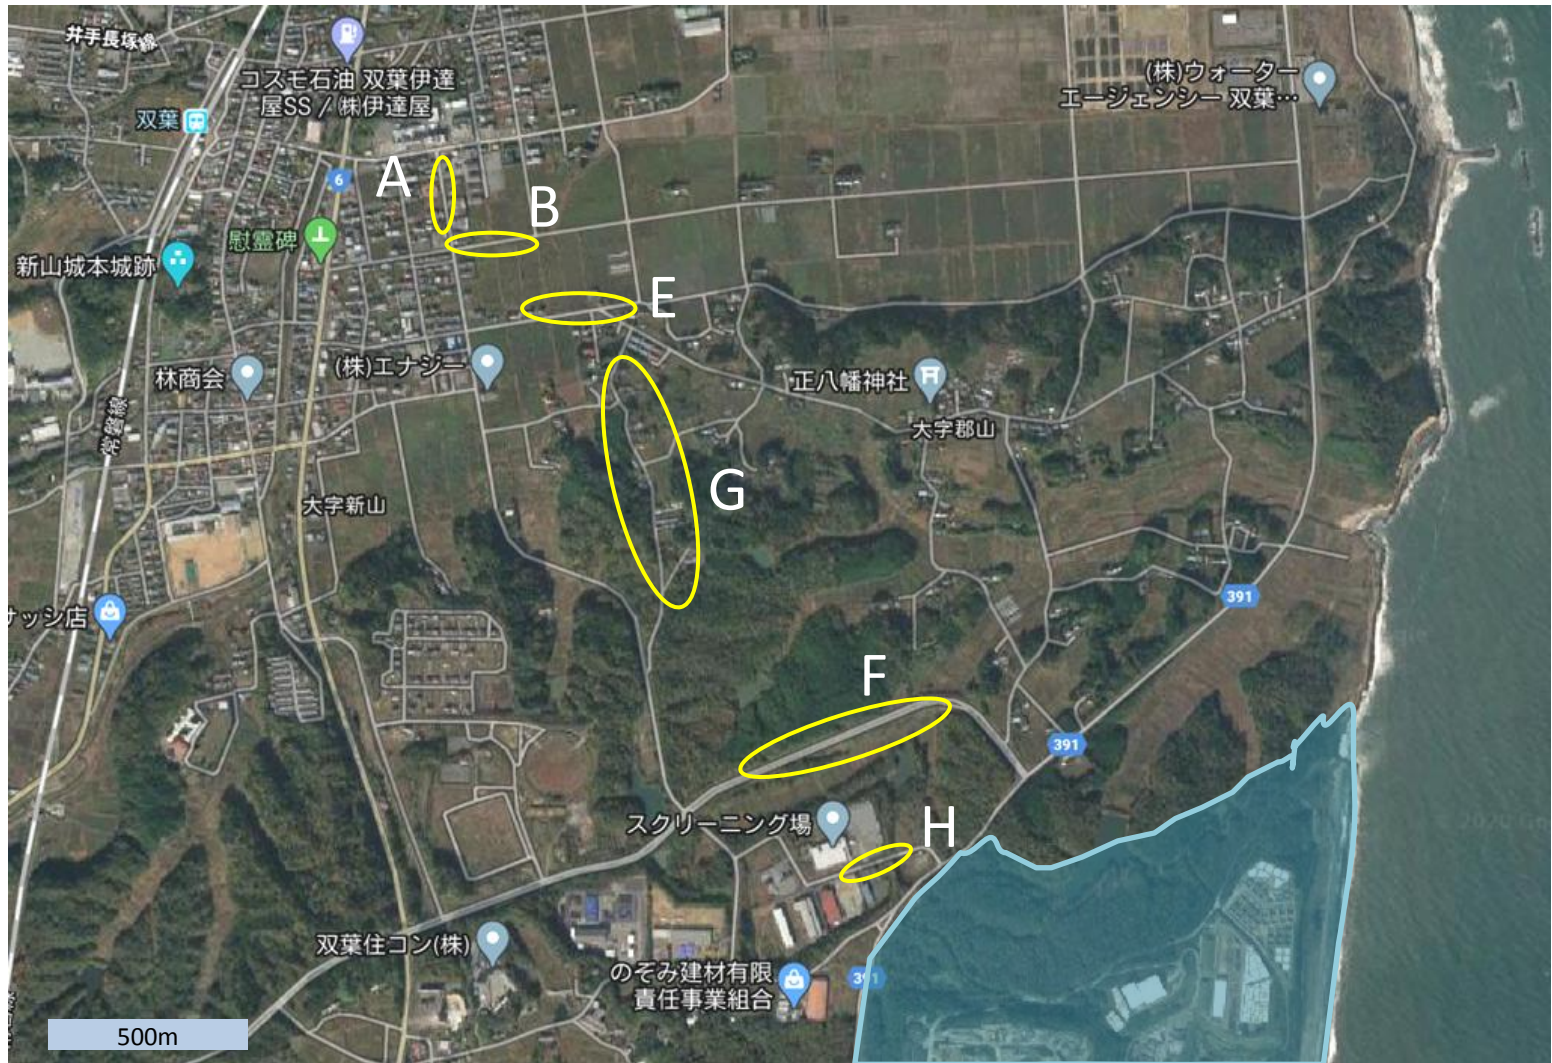 井手長塚線
コスモ石油 双葉伊達
屋SS / ㈱伊達屋
双葉
(株)ウォーター
エージェンシー 双葉…
6
A
B
慰霊碑
新山城本城跡
E
(株)エナジー
林商会
正八幡神社
大字郡山
常磐線
G
大字新山
サッシ店
391
F
391
スクリーニング場
H
双葉住コン(株)
のぞみ建材有限
責任事業組合
391
500m